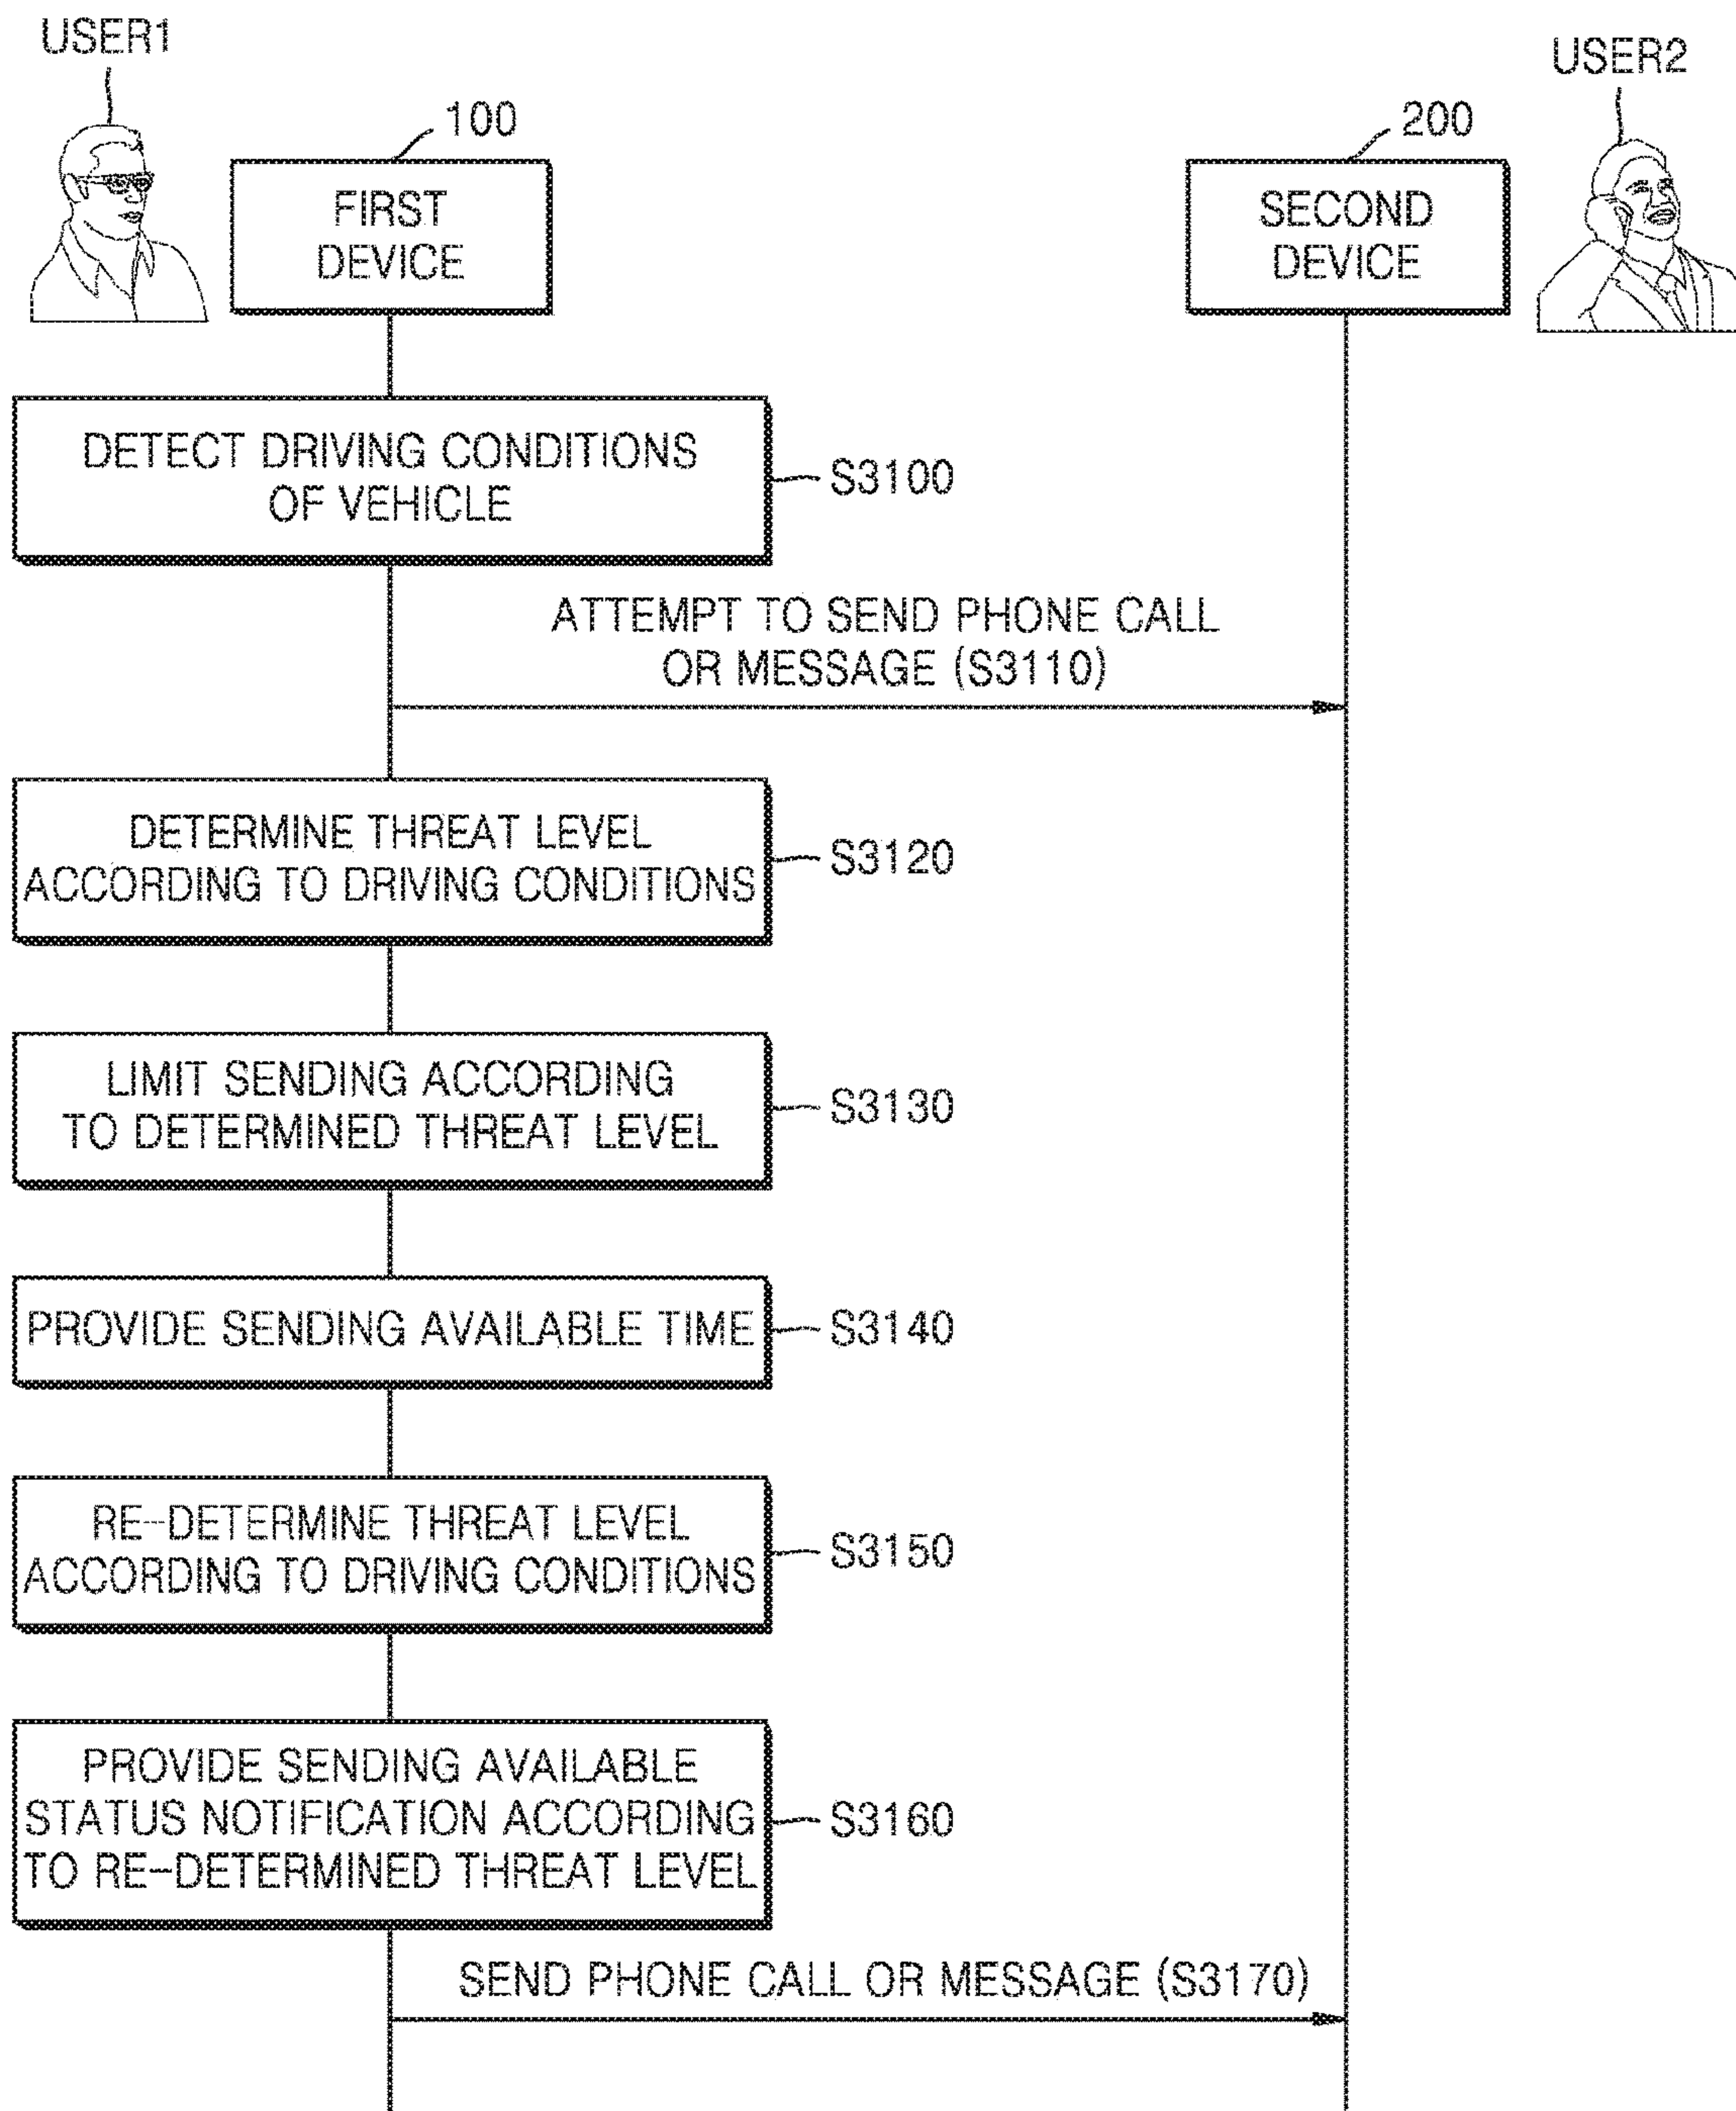 USER1
USER2
100
200
FIRST
DEVICE
SECOND
DEVICE
DETECT DRIVING CONDITIONS
OF VEHICLE
S3100
ATTEMPT TO SEND PHONE CALL
OR MESSAGE (S3110)
DETERMINE THREAT LEVEL
ACCORDING TO DRIVING CONDITIONS
S3120
LIMIT SENDING ACCORDING
TO DETERMINED THREAT LEVEL
S3130
PROVIDE SENDING AVAILABLE TIME
S3140
RE-DETERMINE THREAT LEVEL
ACCORDING TO DRIVING CONDITIONS
S3150
PROVIDE SENDING AVAILABLE
STATUS NOTIFICATION ACCORDING
TO RE-DETERMINED THREAT LEVEL
S3160
SEND PHONE CALL OR MESSAGE (S3170)